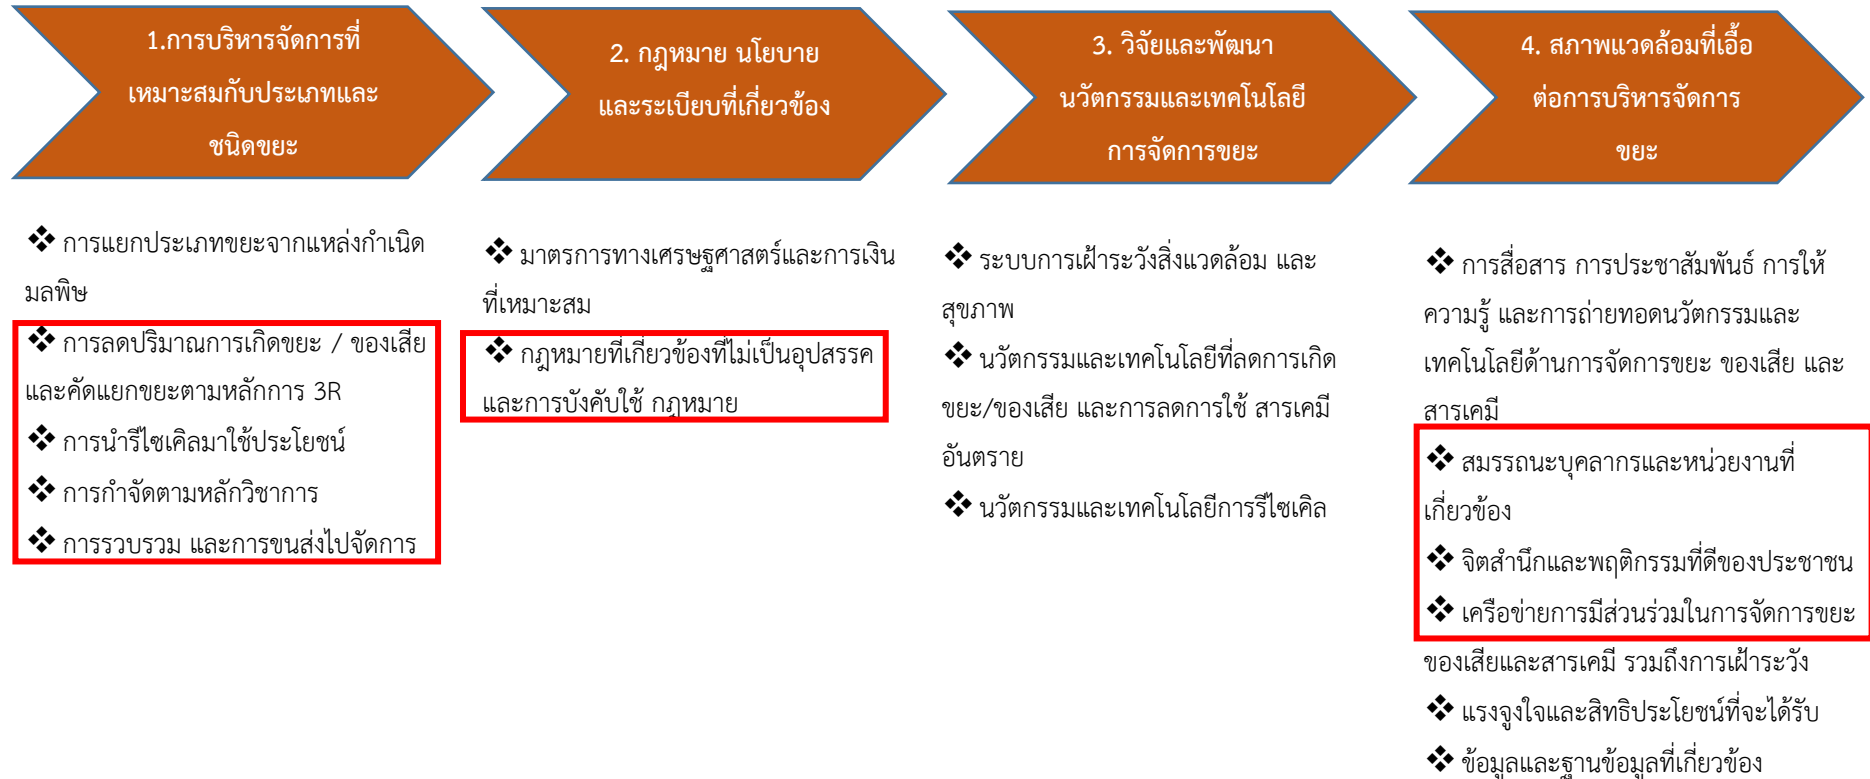 1.การบริหารจัดการที่
เหมาะสมกับประเภทและ
ชนิดขยะ
2. กฎหมาย นโยบาย
และระเบียบที่เกี่ยวข้อง
3. วิจัยและพัฒนา
นวัตกรรมและเทคโนโลยี
การจัดการขยะ
4. สภาพแวดล้อมที่เอื้อ
ต่อการบริหารจัดการ
ขยะ
❖ การแยกประเภทขยะจากแหล่งกำเนิด
มลพิษ
❖ การลดปริมาณการเกิดขยะ / ของเสีย
และคัดแยกขยะตามหลักการ 3R
❖ การนำรีไซเคิลมาใช้ประโยชน์
❖ การกำจัดตามหลักวิชาการ
❖ การรวบรวม และการขนส่งไปจัดการ
❖ มาตรการทางเศรษฐศาสตร์และการเงิน
ที่เหมาะสม
❖ กฎหมายที่เกี่ยวข้องที่ไม่เป็นอุปสรรค
และการบังคับใช้ กฎหมาย
❖ ระบบการเฝ้าระวังสิ่งแวดล้อม และ
สุขภาพ
❖ นวัตกรรมและเทคโนโลยีที่ลดการเกิด
ขยะ/ของเสีย และการลดการใช้ สารเคมี
อันตราย
❖ นวัตกรรมและเทคโนโลยีการรีไซเคิล
❖ การสื่อสาร การประชาสัมพันธ์ การให้
ความรู้ และการถ่ายทอดนวัตกรรมและ
เทคโนโลยีด้านการจัดการขยะ ของเสีย และ
สารเคมี
❖ สมรรถนะบุคลากรและหน่วยงานที่
เกี่ยวข้อง
❖ จิตสำนึกและพฤติกรรมที่ดีของประชาชน
❖ เครือข่ายการมีส่วนร่วมในการจัดการขยะ
ของเสียและสารเคมี รวมถึงการเฝ้าระวัง
❖ แรงจูงใจและสิทธิประโยชน์ที่จะได้รับ
❖ ข้อมูลและฐานข้อมูลที่เกี่ยวข้อง